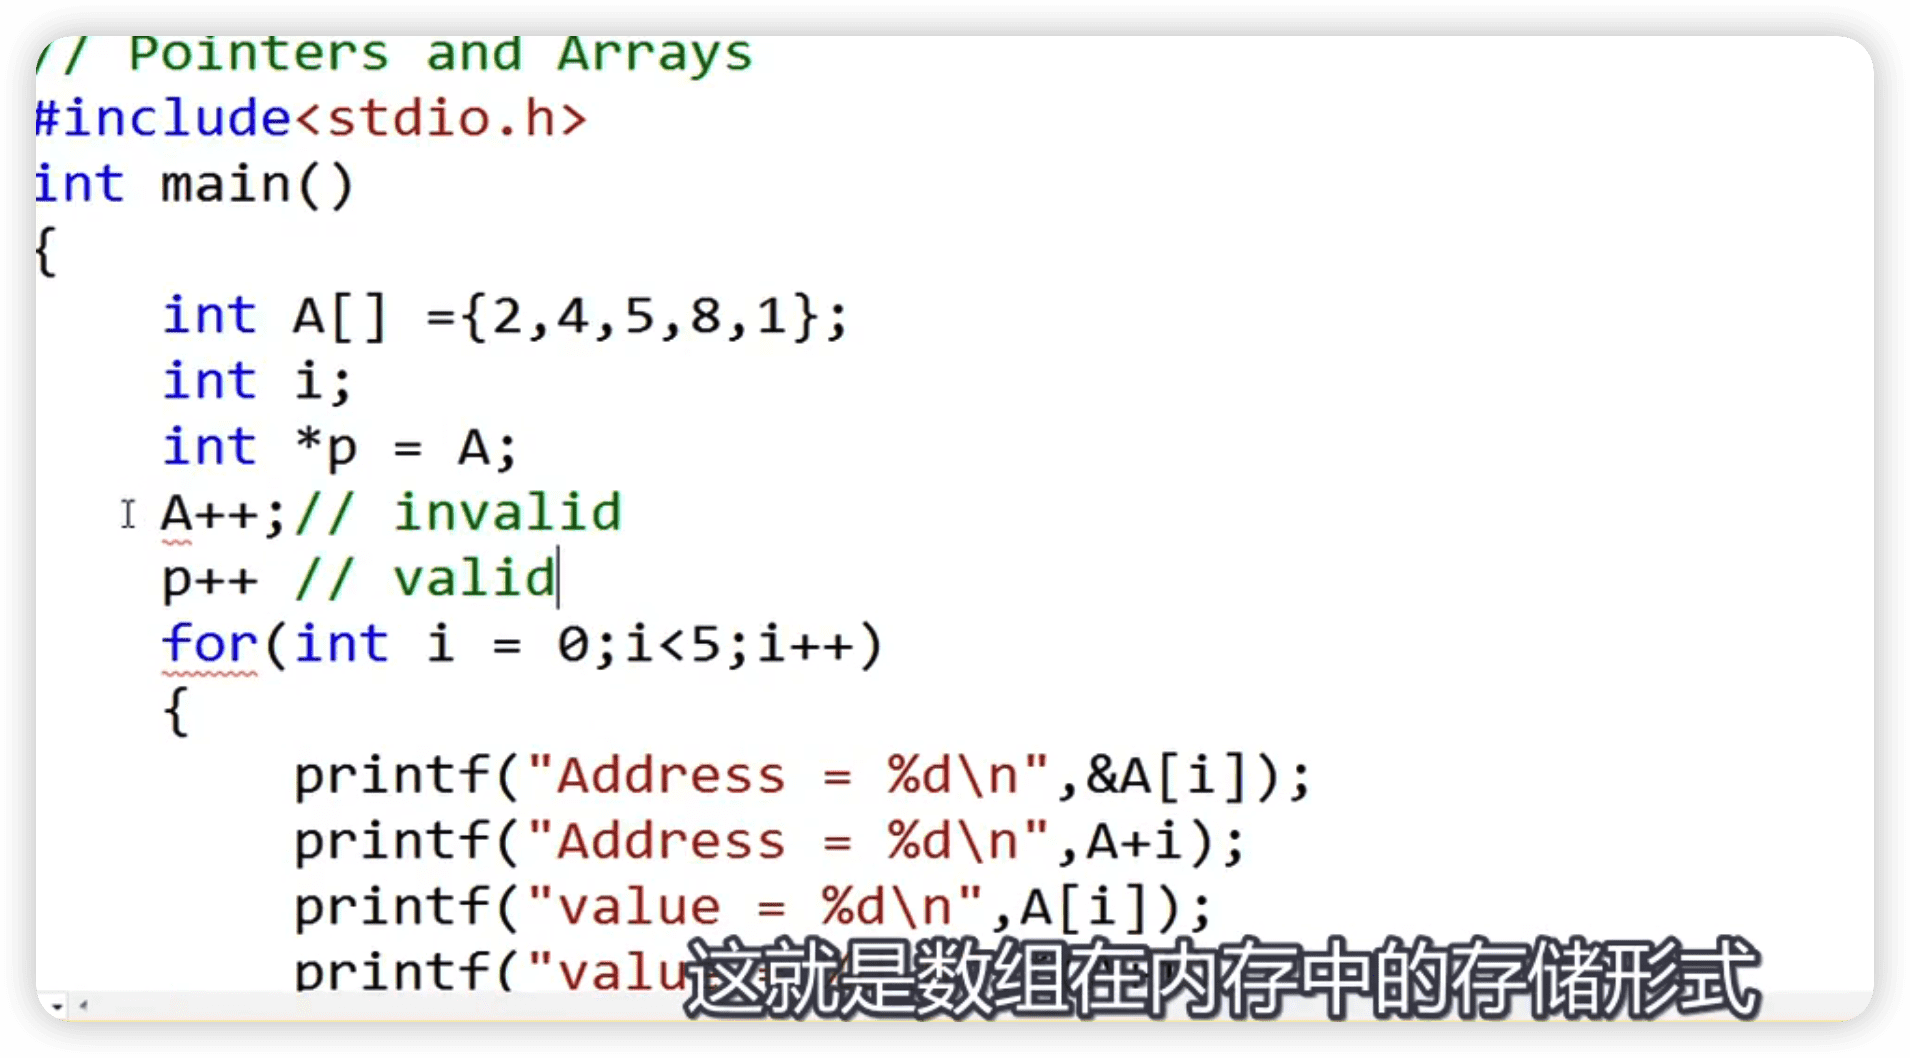 // Pointers and Arrays
#include<stdio.h>
int main()
{
    int A[] ={2,4,5,8,1};
    int i;
    int *p = A;
    A++;// invalid
    p++ // valid
    for(int i = 0;i<5;i++)
    {
        printf("Address = %d\n",&A[i]);
        printf("Address = %d\n",A+i);
        printf("value = %d\n",A[i]);
        printf("valu
这就是数组在内存中的存储形式